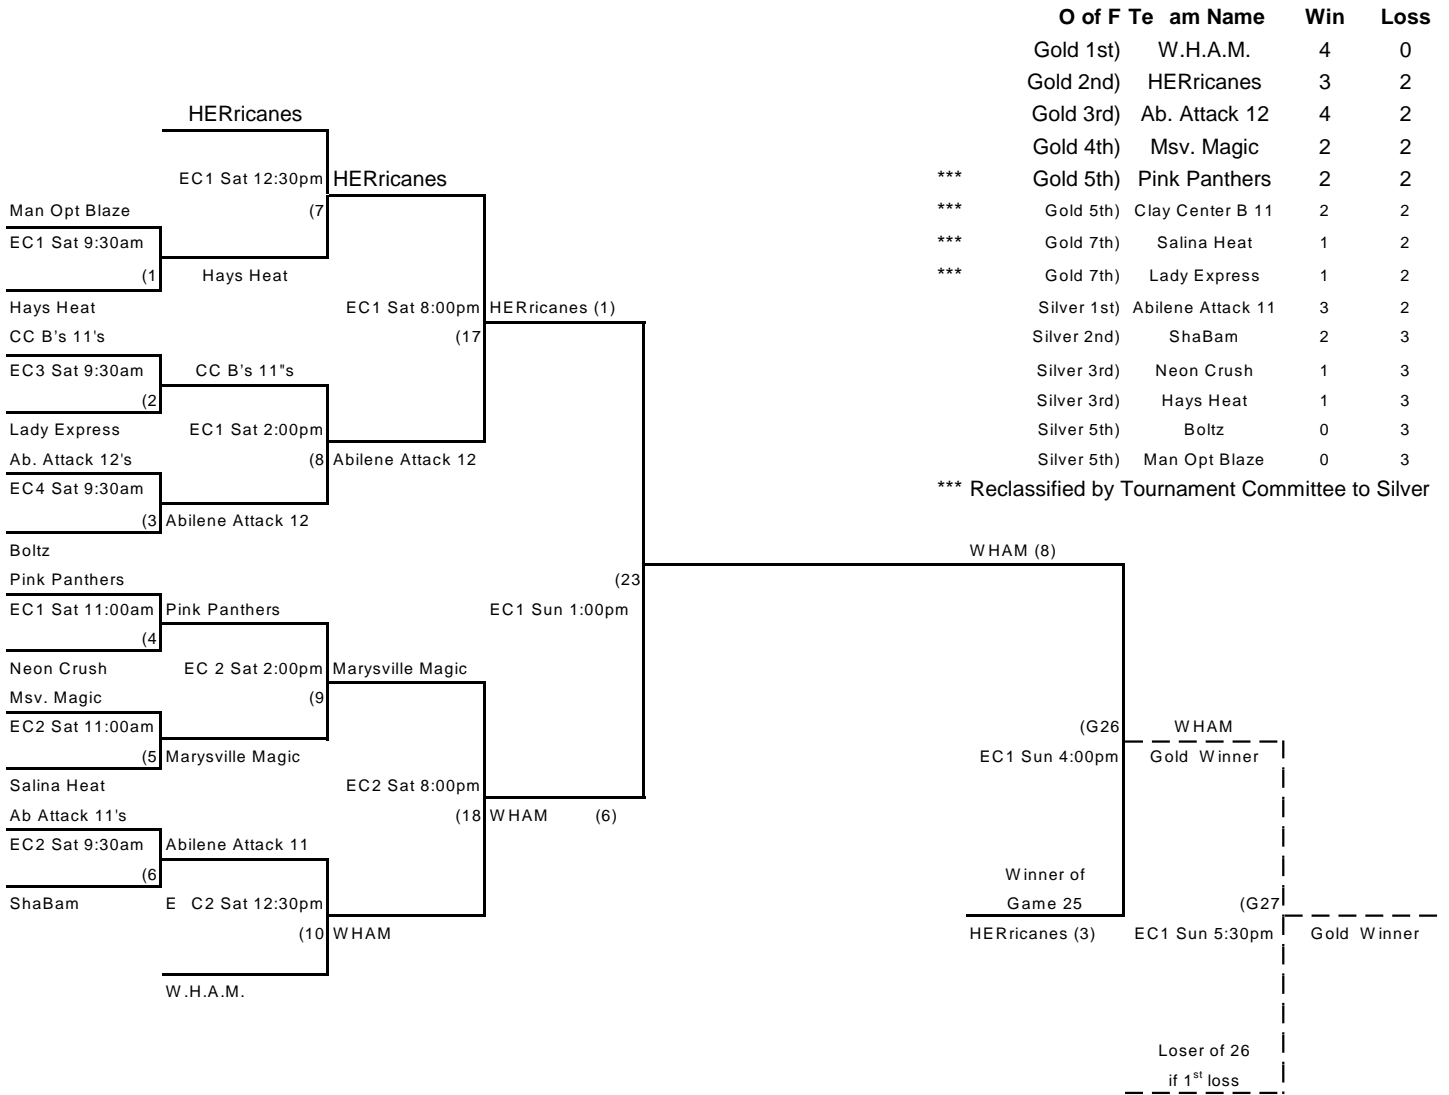 O of F Te am Name Win Loss
Gold 1st) W.H.A.M. 4 0
Gold 2nd) HERricanes 3 2
HERricanes
Gold 3rd) Ab. Attack 12 4 2
Gold 4th) Msv. Magic 2 2
EC1 Sat 12:30pm HERricanes
*** Gold 5th) Pink Panthers 2 2
Man Opt Blaze (7
*** Gold 5th) Clay Center B 11 2 2
EC1 Sat 9:30am
*** Gold 7th) Salina Heat 1 2
(1 Hays Heat
*** Gold 7th) Lady Express 1 2
Hays Heat EC1 Sat 8:00pm HERricanes (1)
Silver 1st) Abilene Attack 11 3 2
CC B's 11's (17
Silver 2nd) ShaBam 2 3
EC3 Sat 9:30am CC B's 11"s
Silver 3rd) Neon Crush 1 3
(2
Silver 3rd) Hays Heat 1 3
Lady Express EC1 Sat 2:00pm
Silver 5th) Boltz 0 3
Ab. Attack 12's (8 Abilene Attack 12
Silver 5th) Man Opt Blaze 0 3
EC4 Sat 9:30am
*** Reclassified by Tournament Committee to Silver
(3 Abilene Attack 12
Boltz
WHAM (8)
Pink Panthers (23
EC1 Sat 11:00am Pink Panthers EC1 Sun 1:00pm
(4
Neon Crush EC 2 Sat 2:00pm Marysville Magic
Msv. Magic (9
EC2 Sat 11:00am
(G26 WHAM
(5 Marysville Magic
EC1 Sun 4:00pm Gold Winner
Salina Heat EC2 Sat 8:00pm
Ab Attack 11's (18 WHAM (6)
EC2 Sat 9:30am Abilene Attack 11
(6
Winner of
ShaBam E C2 Sat 12:30pm
Game 25 (G27
(10 WHAM
HERricanes (3) EC1 Sun 5:30pm Gold Winner
W.H.A.M.
Loser of 26
if 1st loss